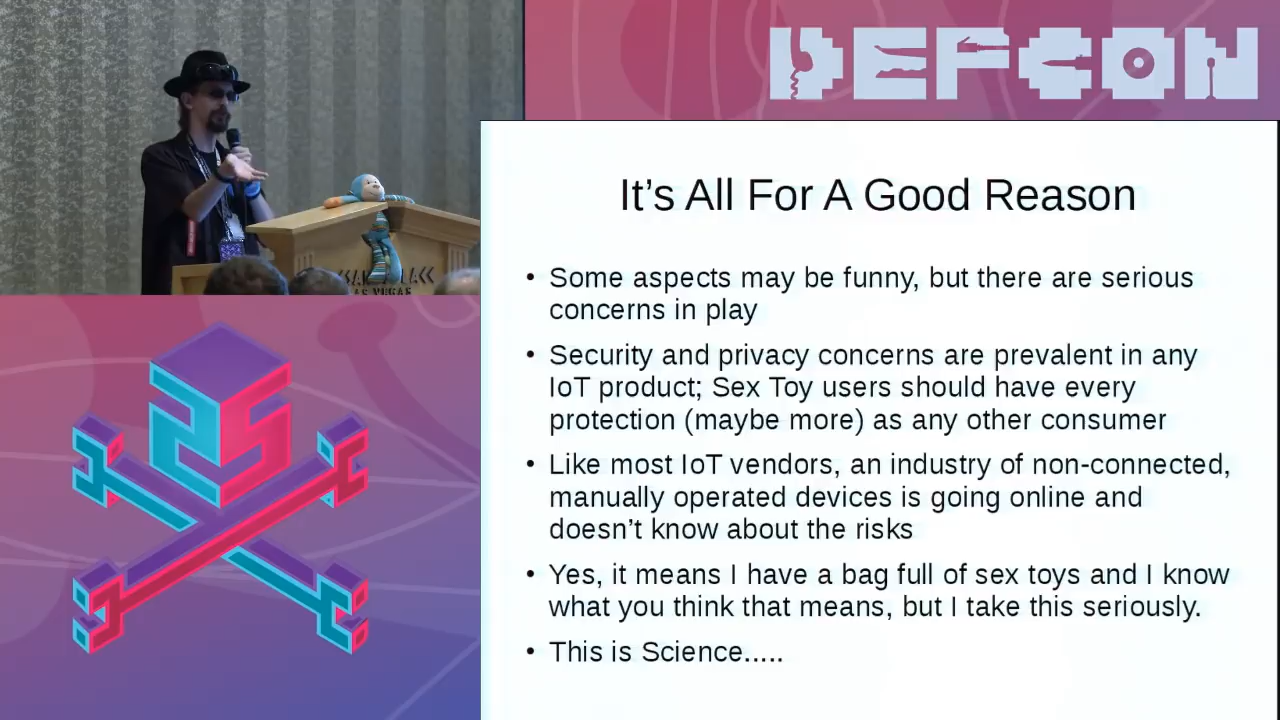 DEFCON
It's All For A Good Reason
• Some aspects may be funny, but there are serious
concerns in play
• Security and privacy concerns are prevalent in any
IoT product; Sex Toy users should have every
protection (maybe more) as any other consumer
• Like most IoT vendors, an industry of non-connected,
manually operated devices is going online and
doesn't know about the risks
• Yes, it means I have a bag full of sex toys and I know
what you think that means, but I take this seriously.
• This is Science.....
25
LAS VEGAS